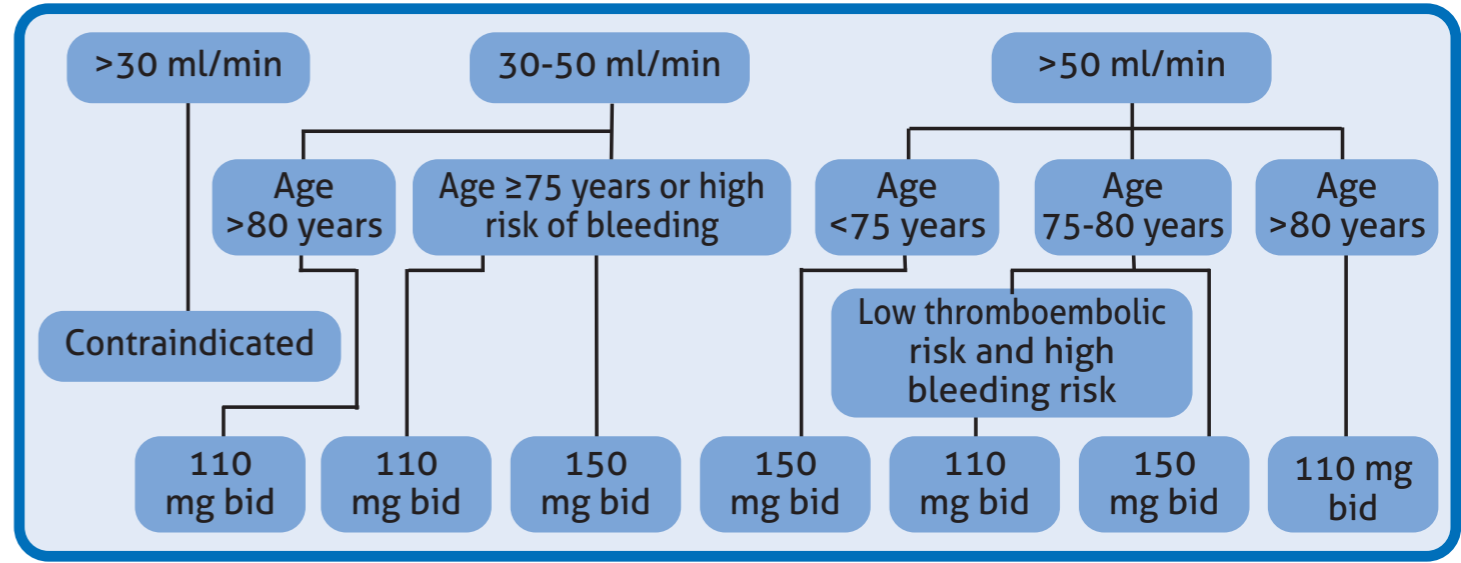 >30 ml/min
30-50 ml/min
>50 ml/min
Age
>80 years
Age ≥75 years or high
risk of bleeding
Age
<75 years
Age
75-80 years
Age
>80 years
Contraindicated
Low thromboembolic
risk and high
bleeding risk
110
mg bid
110
mg bid
150
mg bid
150
mg bid
110
mg bid
150
mg bid
110 mg
bid